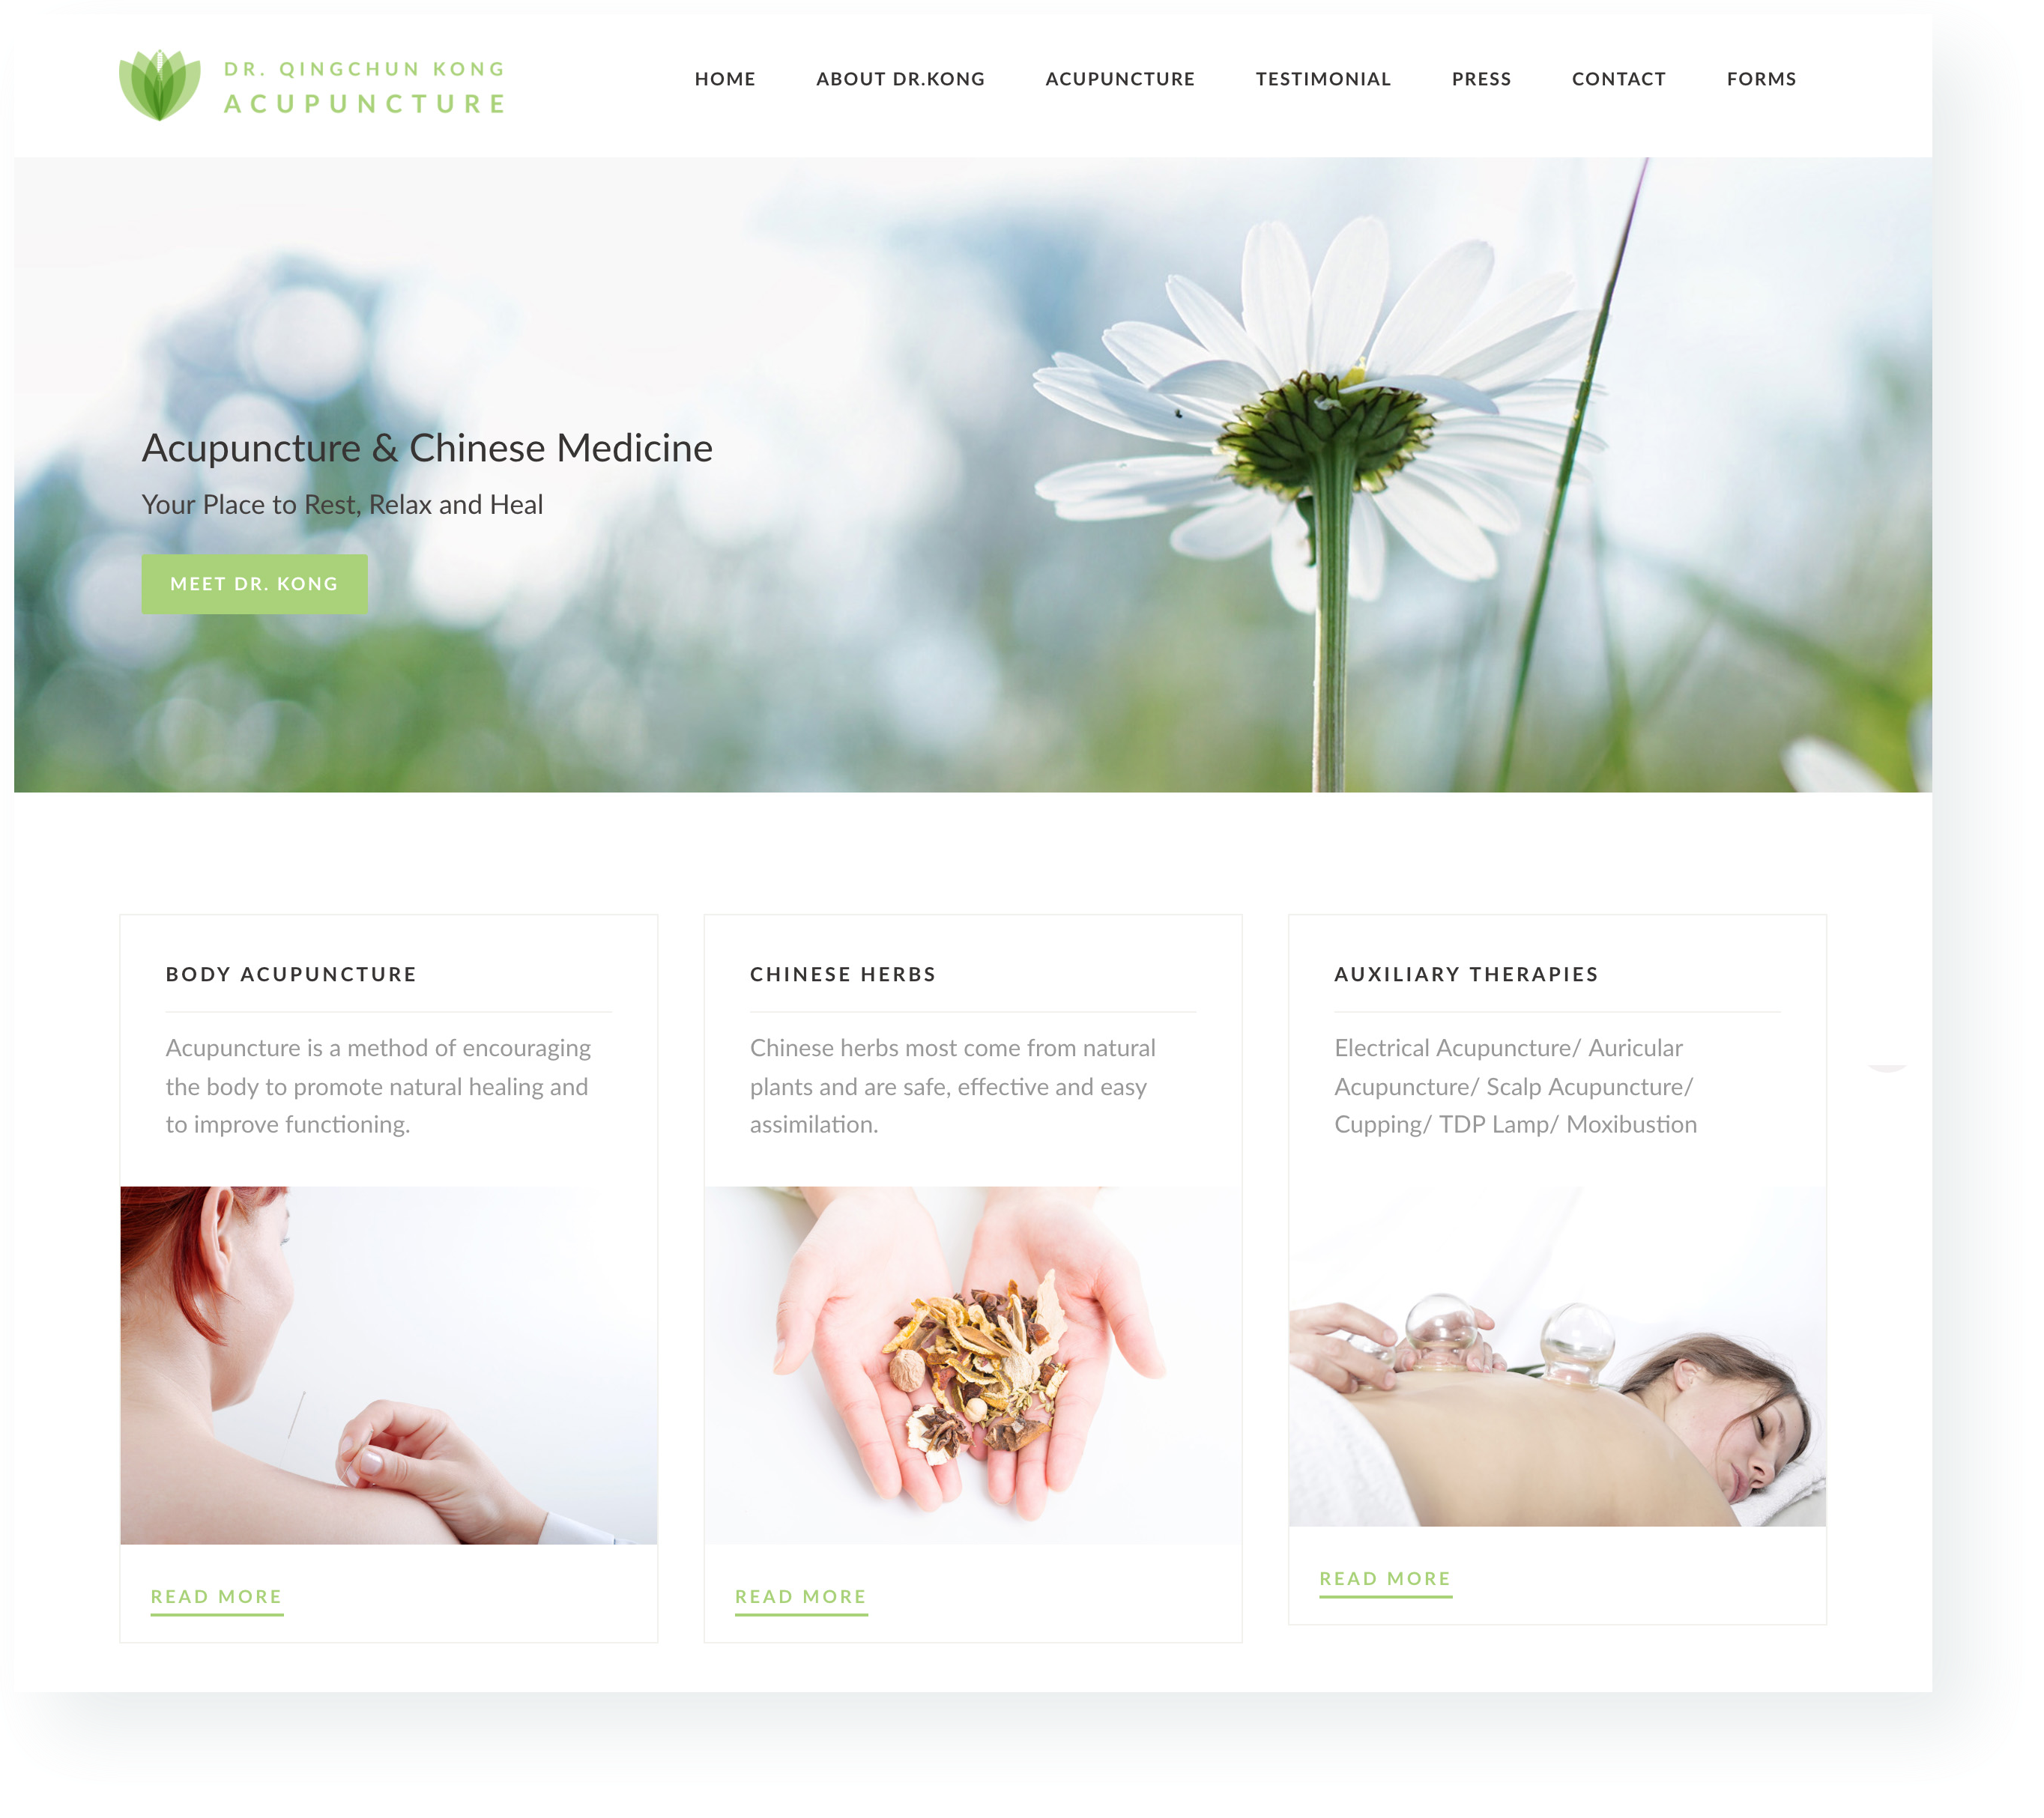 DR. QINGCHUN KONG
ACUPUNCTURE
HOME ABOUT DR.KONG ACUPUNCTURE TESTIMONIAL PRESS CONTACT FORMS
Acupuncture & Chinese Medicine
Your Place to Rest, Relax and Heal
MEET DR. KONG
BODY ACUPUNCTURE
Acupuncture is a method of encouraging
the body to promote natural healing and
to improve functioning.
READ MORE
CHINESE HERBS
Chinese herbs most come from natural
plants and are safe, effective and easy
assimilation.
READ MORE
AUXILIARY THERAPIES
Electrical Acupuncture/ Auricular
Acupuncture/ Scalp Acupuncture/
Cupping/ TDP Lamp/ Moxibustion
READ MORE